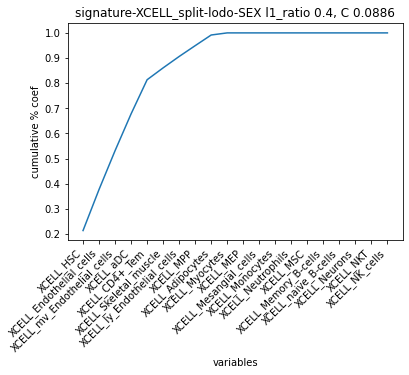 signature-XCELL_split-lodo-SEX l1_ratio 0.4, C 0.0886
cumulative % coef
1.0
0.9
0.8
0.7
0.6
0.5
0.4
0.3
0.2
XCELL_HSC
XCELL_Endothelial_cells
XCELL_mv_Endothelial_cells
XCELL_aDC
XCELL_CD4+_Tem
XCELL_Skeletal_muscle
XCELL_ly_Endothelial_cells
XCELL_MPP
XCELL_Adipocytes
XCELL_Myocytes
XCELL_MEP
XCELL_Mesangial_cells
XCELL_Monocytes
XCELL_Neutrophils
XCELL_MSC
XCELL_Memory_B-cells
XCELL_naive_B-cells
XCELL_Neurons
XCELL_NKT
XCELL_NK_cells
variables